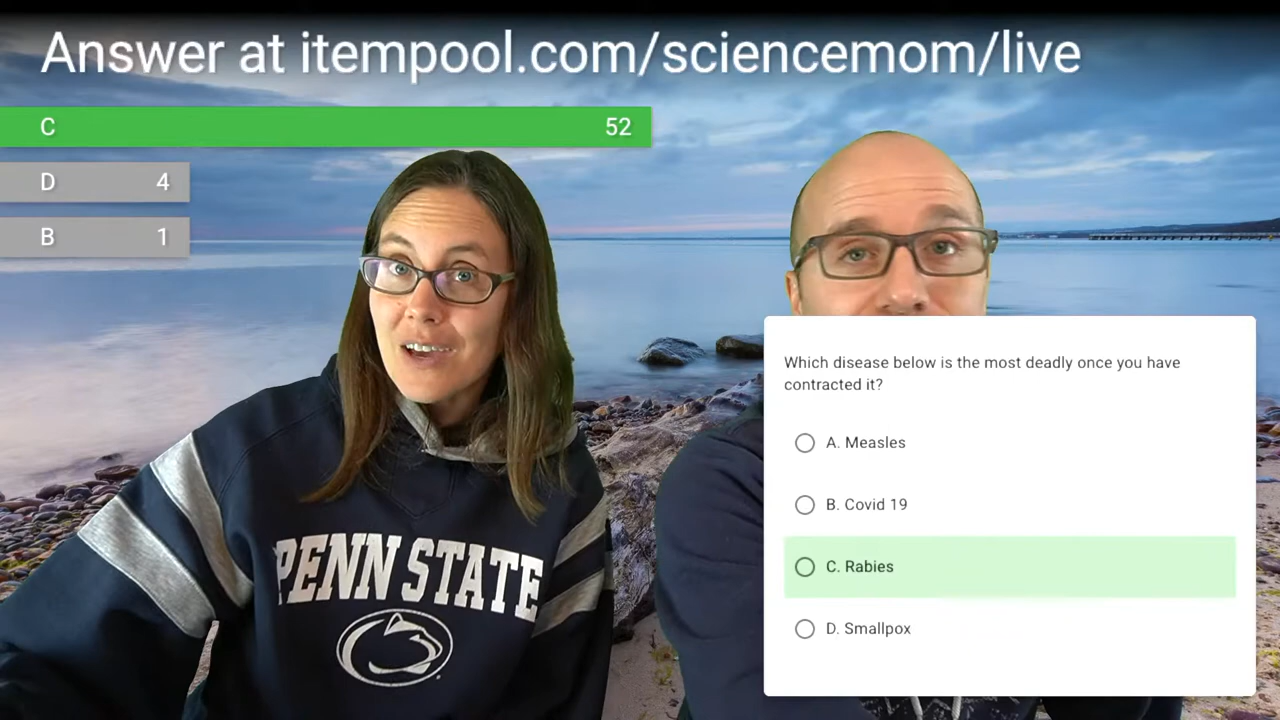 Answer at itempool.com/sciencemom/live
C 52
D 4
B 1
PENN STATE
Which disease below is the most deadly once you have
contracted it?
A. Measles
B. Covid 19
C. Rabies
D. Smallpox